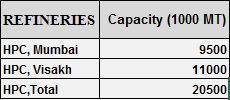 REFINERIES Capacity (1000 MT)
HPC, Mumbai 9500
HPC, Visakh 11000
HPC,Total 20500